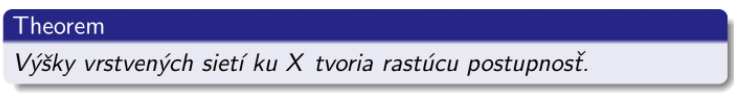 Theorem
Výšky vrstvených sietí ku X tvoria rastúcu postupnosť.